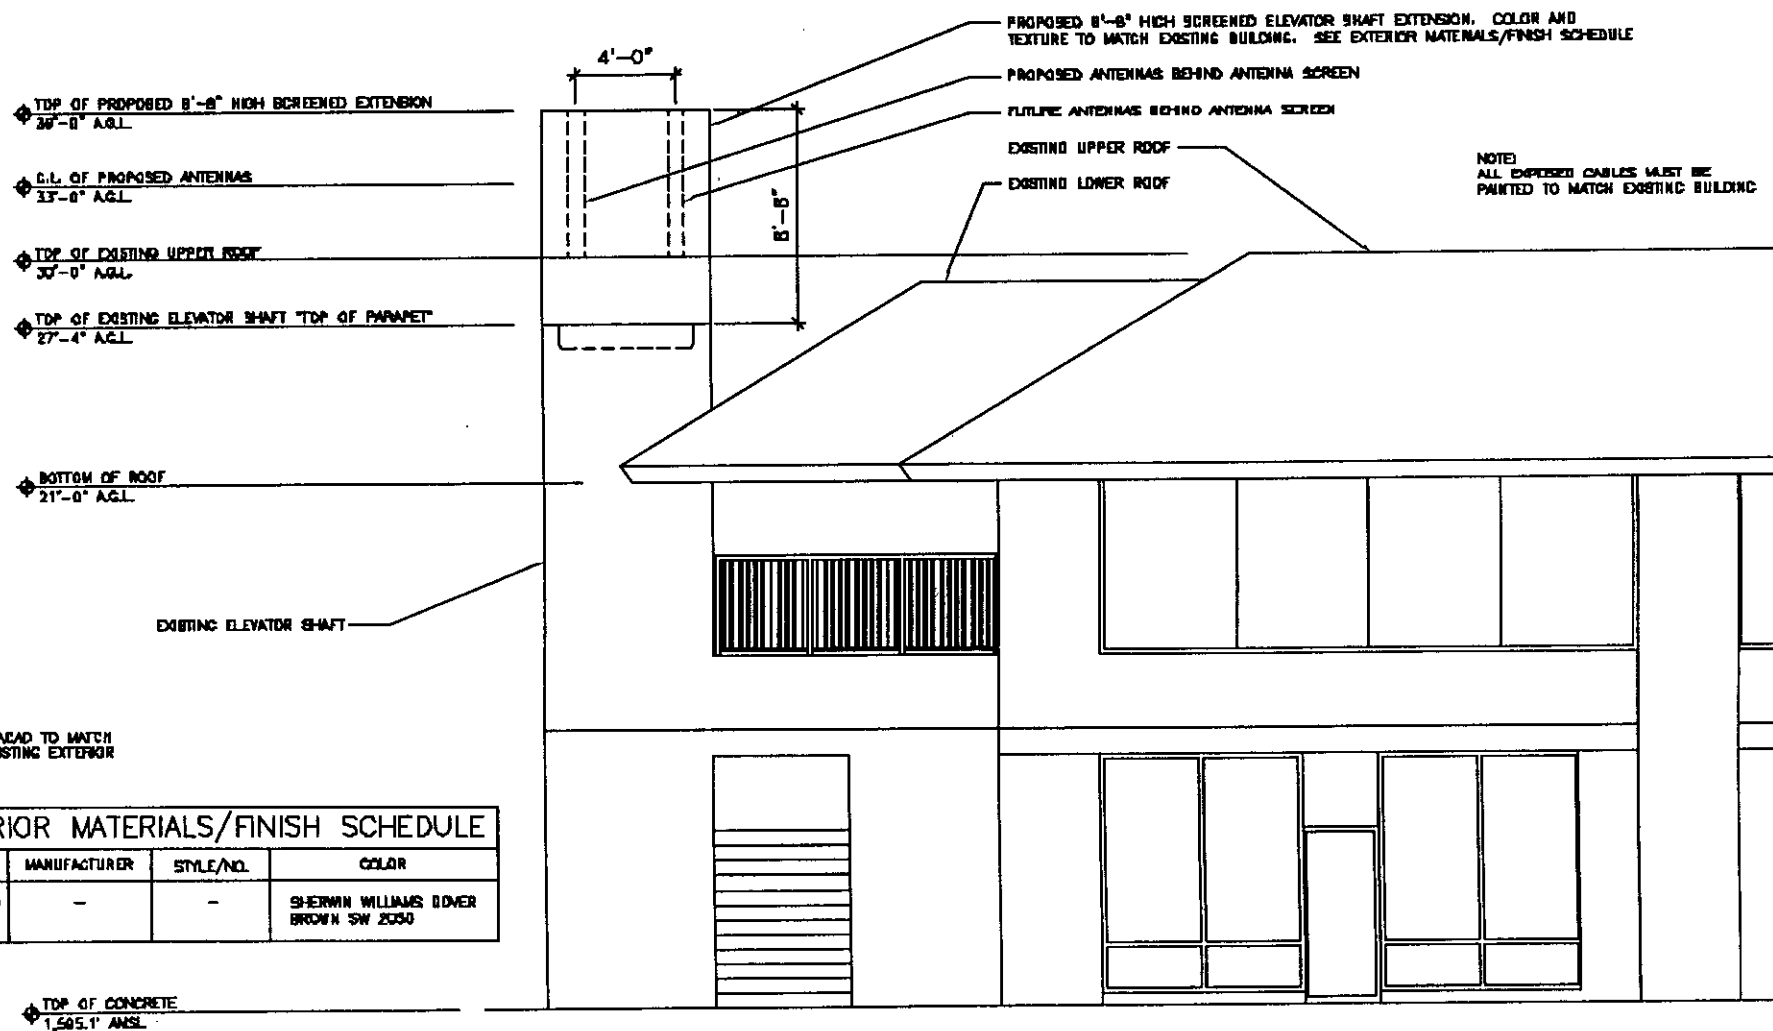 PROPOSED 8'-8" HIGH SCREENED ELEVATOR SHAFT EXTENSION. COLOR AND
TEXTURE TO MATCH EXISTING BUILDING. SEE EXTERIOR MATERIALS/FINISH SCHEDULE
4'-0"
PROPOSED ANTENNAS BEHIND ANTENNA SCREEN
TOP OF PROPOSED 8'-8" HIGH SCREENED EXTENSION
A.G.L.
FUTURE ANTENNAS BEHIND ANTENNA SCREEN
EXISTING UPPER ROOF
NOTE:
ALL EXPOSED CABLES MUST BE
PAINTED TO MATCH EXISTING BUILDING
C.L. OF PROPOSED ANTENNAS
33'-0" A.G.L.
EXISTING LOWER ROOF
8'-8"
TOP OF EXISTING UPPER ROOF
30'-0" A.G.L.
TOP OF EXISTING ELEVATOR SHAFT "TOP OF PARAPET"
27'-4" A.G.L.
BOTTOM OF ROOF
21'-0" A.G.L.
EXISTING ELEVATOR SHAFT
TO MATCH
EXTERIOR
RIOR MATERIALS/FINISH SCHEDULE
MANUFACTURER STYLE/NO. COLOR
- - SHERWIN WILLIAMS DOVER
BROWN SW 2050
TOP OF CONCRETE
1,595.1' AMSL